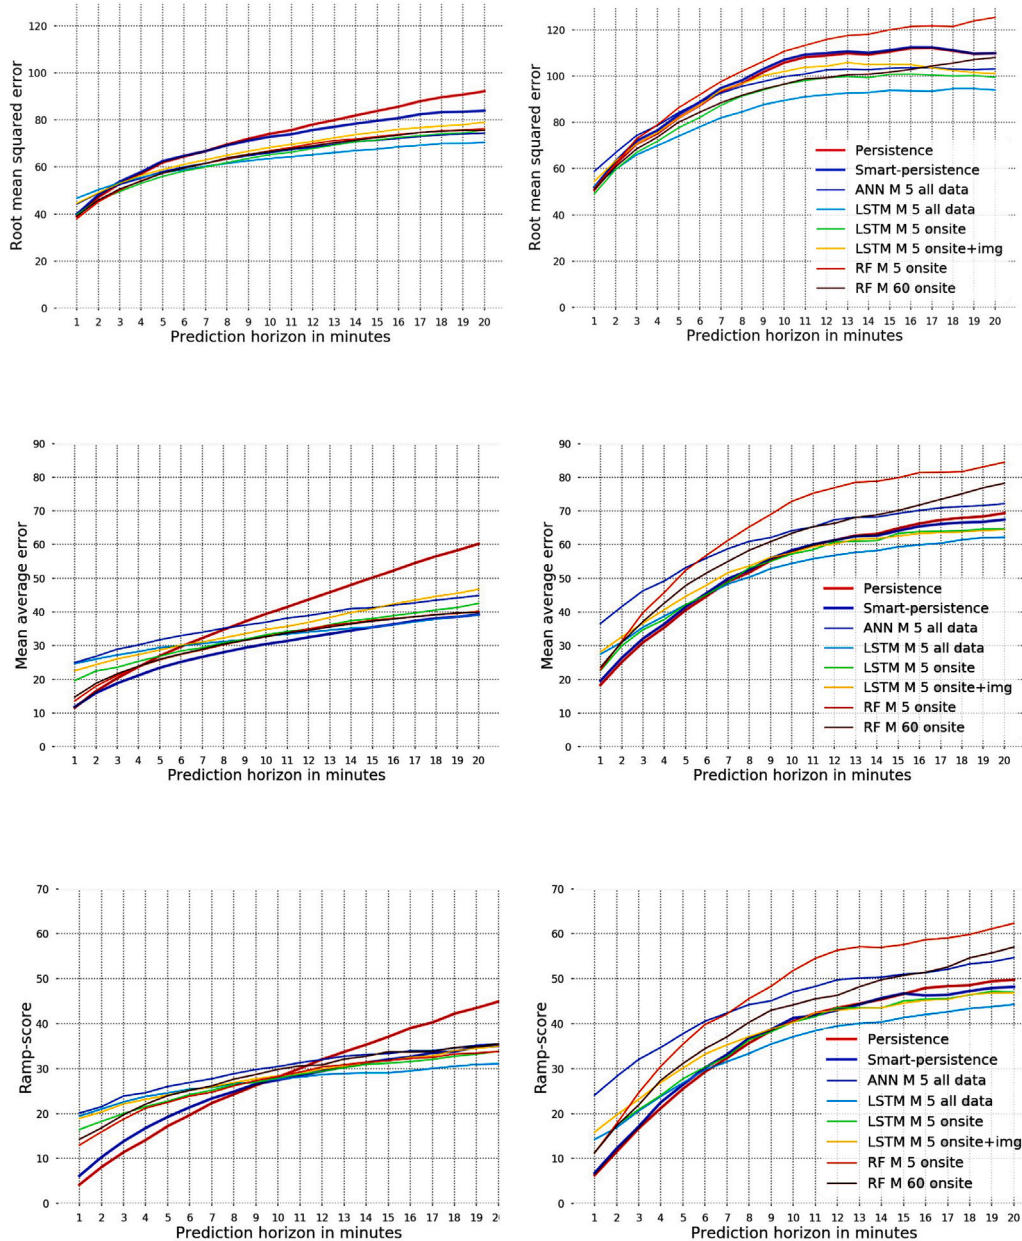 120
100
80
60
40
20
0
Root mean squared error
1 2 3 4 5 6 7 8 9 10 11 12 13 14 15 16 17 18 19 20
Prediction horizon in minutes
120
100
80
60
40
20
0
Root mean squared error
Persistence
Smart-persistence
ANN M 5 all data
LSTM M 5 all data
LSTM M 5 onsite
LSTM M 5 onsite+img
RF M 5 onsite
RF M 60 onsite
1 2 3 4 5 6 7 8 9 10 11 12 13 14 15 16 17 18 19 20
Prediction horizon in minutes
90
80
70
60
50
40
30
20
10
0
Mean average error
1 2 3 4 5 6 7 8 9 10 11 12 13 14 15 16 17 18 19 20
Prediction horizon in minutes
90
80
70
60
50
40
30
20
10
0
Mean average error
Persistence
Smart-persistence
ANN M 5 all data
LSTM M 5 all data
LSTM M 5 onsite
LSTM M 5 onsite+img
RF M 5 onsite
RF M 60 onsite
1 2 3 4 5 6 7 8 9 10 11 12 13 14 15 16 17 18 19 20
Prediction horizon in minutes
70
60
50
40
30
20
10
0
Ramp-score
1 2 3 4 5 6 7 8 9 10 11 12 13 14 15 16 17 18 19 2
Prediction horizon in minutes
70
60
50
40
30
20
10
0
Ramp-score
Persistence
Smart-persistence
ANN M 5 all data
LSTM M 5 all data
LSTM M 5 onsite
LSTM M 5 onsite+img
RF M 5 onsite
RF M 60 onsite
1 2 3 4 5 6 7 8 9 10 11 12 13 14 15 16 17 18 19 20
Prediction horizon in minutes